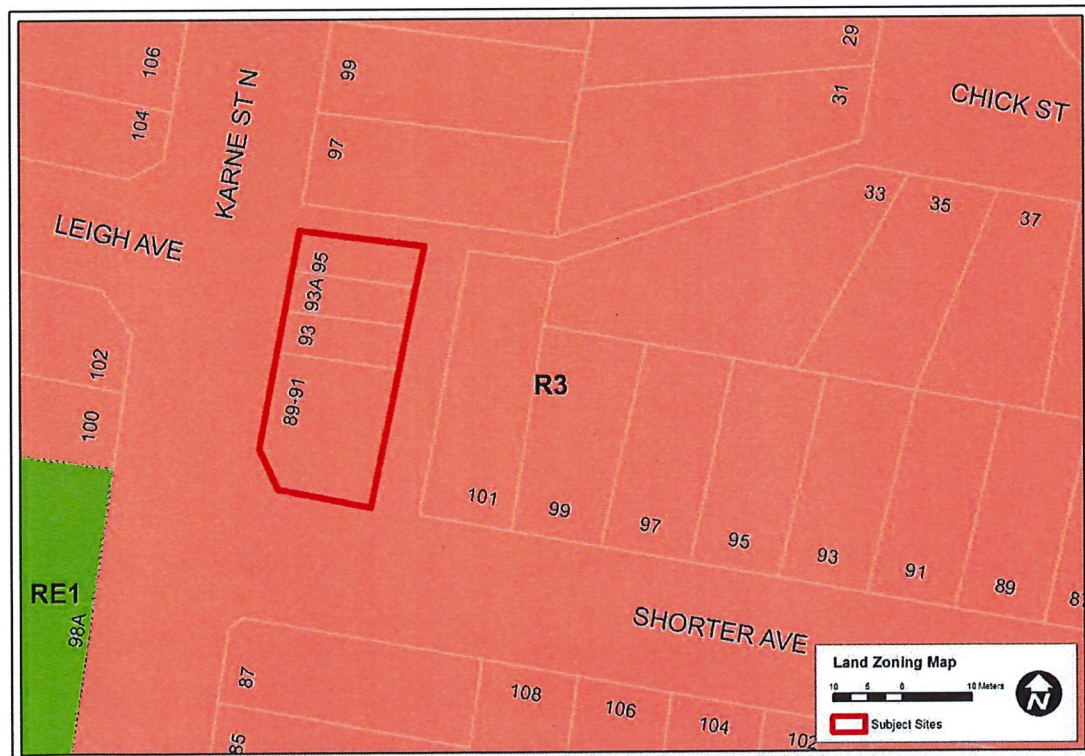 106
104
KARNE ST N
99
97
29
31
CHICK ST
33
35
37
LEIGH AVE
95
93A
93
89-91
102
100
R3
101
99
97
95
93
91
89
RE1
98A
SHORTER AVE
87
85
108
106
104
102
Land Zoning Map
10 5 0 10 Meters
N
Subject Sites